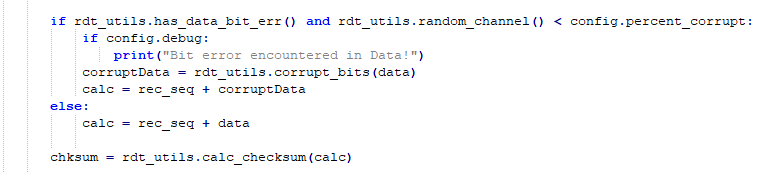 if rdt_utils.has_data_bit_err() and rdt_utils.random_channel() < config.percent_corrupt:
if config.debug:
print("Bit error encountered in Data!")
corruptData = rdt_utils.corrupt_bits(data)
calc = rec_seq + corruptData
else:
calc = rec_seq + data
chksum = rdt_utils.calc_checksum(calc)